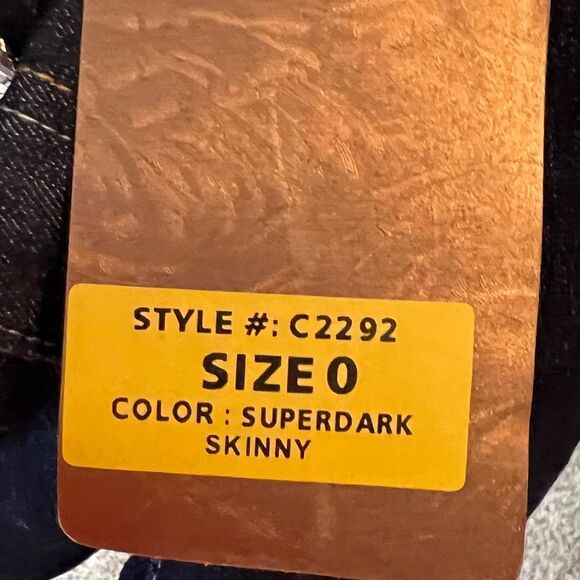 STYLE #: C2292
SIZE 0
COLOR : SUPERDARK
SKINNY